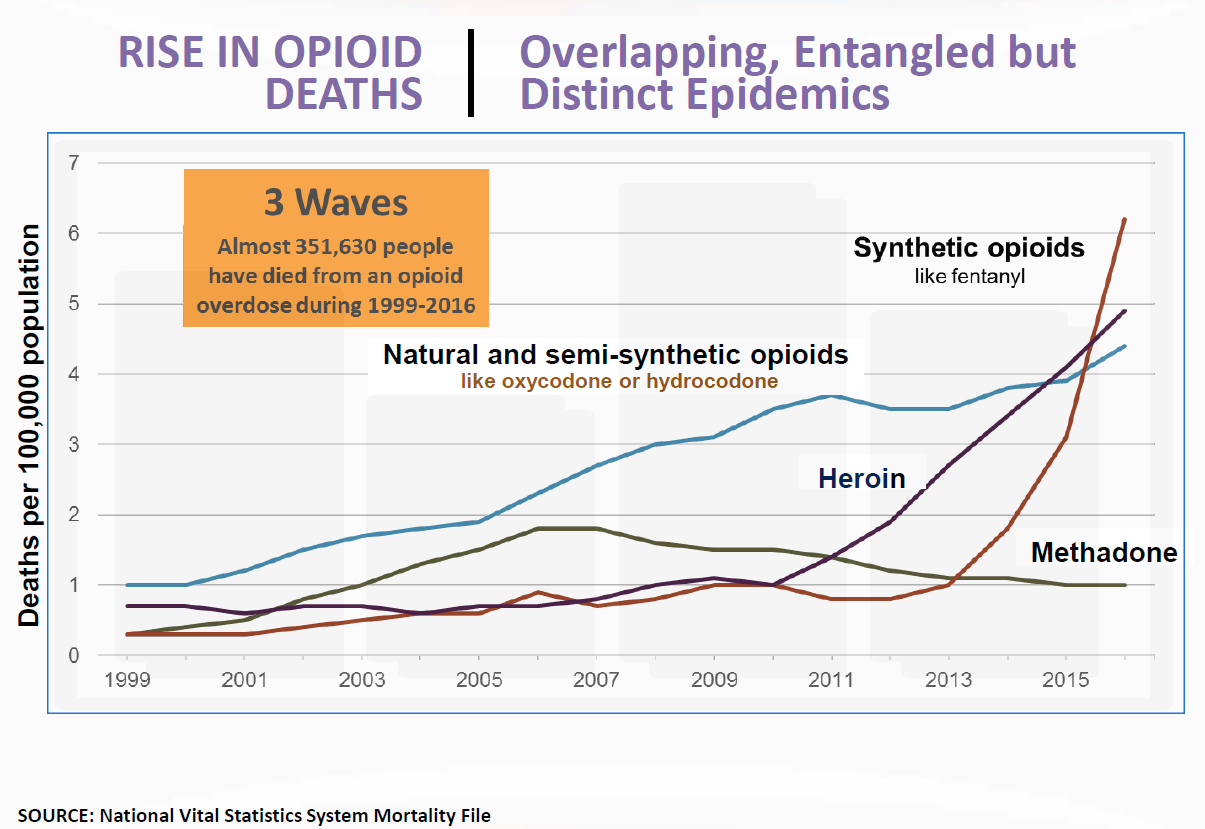 RISE IN OPIOID
DEATHS
Overlapping, Entangled but
Distinct Epidemics
7
6
5
4
3
2
1
0
Deaths per 100,000 population
3 Waves
Almost 351,630 people
have died from an opioid
overdose during 1999-2016
Synthetic opioids
like fentanyl
Natural and semi-synthetic opioids
like oxycodone or hydrocodone
Heroin
Methadone
1999 2001 2003 2005 2007 2009 2011 2013 2015
SOURCE: National Vital Statistics System Mortality File